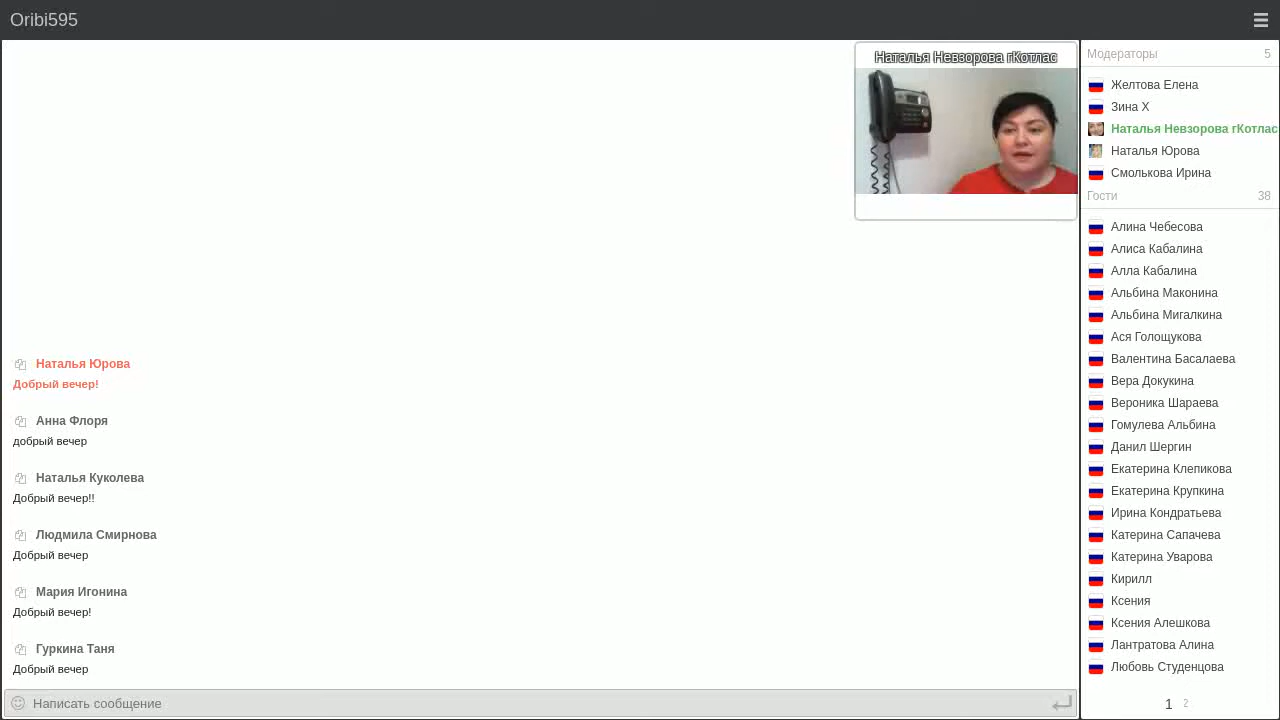 Oribi595
Наталья Невзорова гКотлас
Наталья Юрова
Добрый вечер!
Анна Флоря
добрый вечер
Наталья Куколева
Добрый вечер!!
Людмила Смирнова
Добрый вечер
Мария Игонина
Добрый вечер!
Гуркина Таня
Добрый вечер
Написать сообщение
Модераторы 5
Желтова Елена
Зина Х
Наталья Невзорова гКотлас
Наталья Юрова
Смолькова Ирина
Гости 38
Алина Чебесова
Алиса Кабалина
Алла Кабалина
Альбина Маконина
Альбина Мигалкина
Ася Голощукова
Валентина Басалаева
Вера Докукина
Вероника Шараева
Гомулева Альбина
Данил Шергин
Екатерина Клепикова
Екатерина Крупкина
Ирина Кондратьева
Катерина Сапачева
Катерина Уварова
Кирилл
Ксения
Ксения Алешкова
Лантратова Алина
Любовь Студенцова
1 2